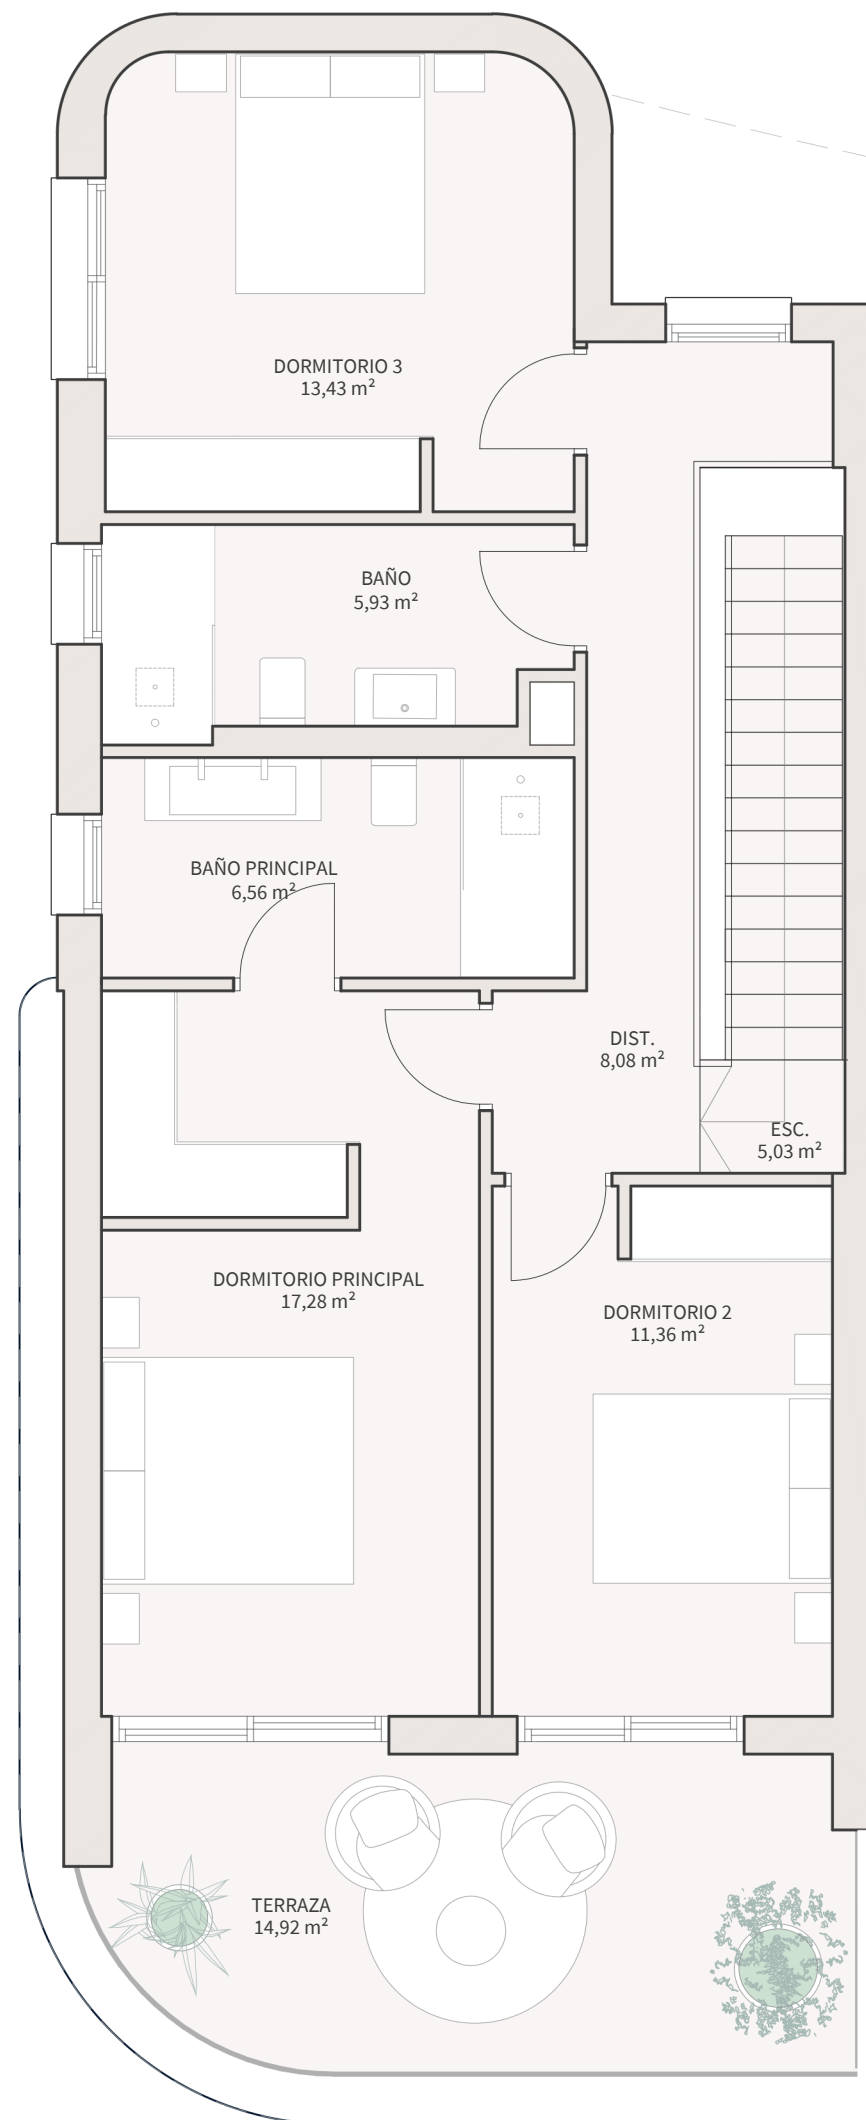 DORMITORIO 3
13,43 m²
BAÑO
5,93 m²
BAÑO PRINCIPAL
6,56 m²
DIST.
8,08 m²
ESC.
5,03 m²
DORMITORIO PRINCIPAL
17,28 m²
DORMITORIO 2
11,36 m²
TERRAZA
14,92 m²